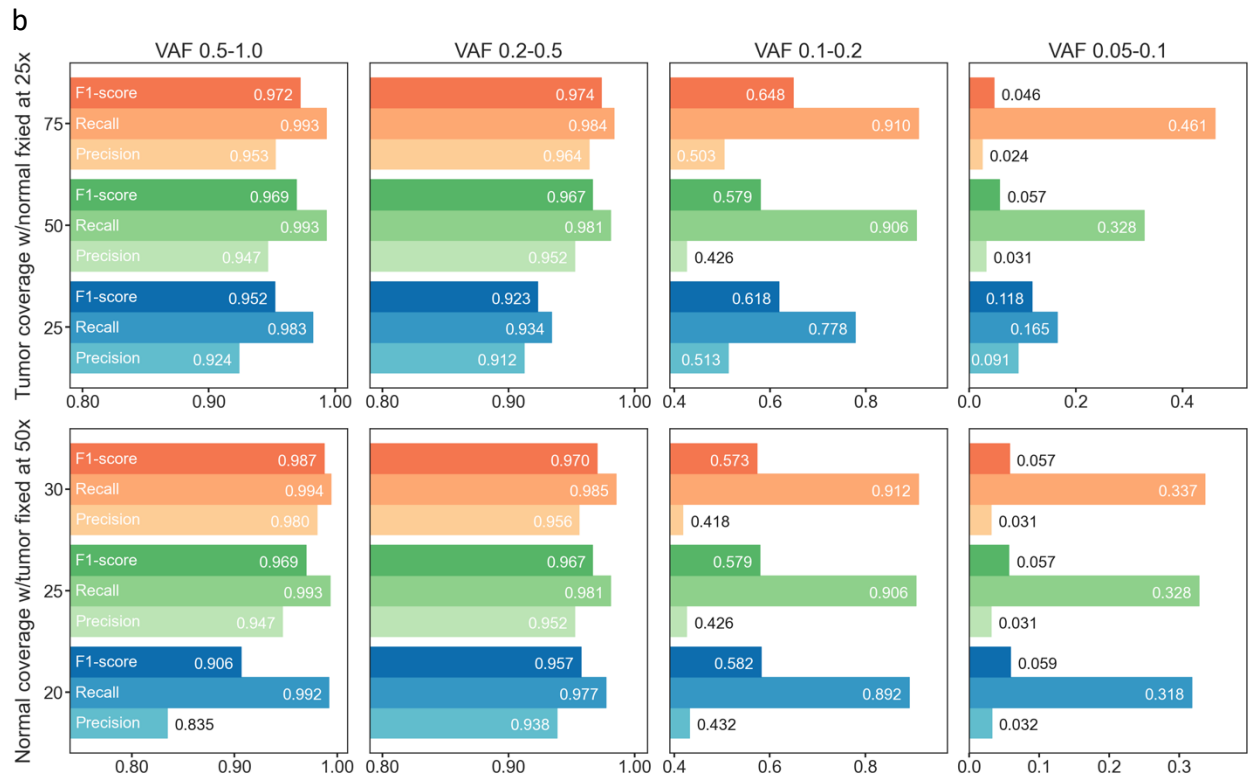 b
VAF 0.5-1.0
VAF 0.2-0.5
VAF 0.1-0.2
VAF 0.05-0.1
Tumor coverage w/normal fxied at 25x
75
F1-score 0.972
Recall 0.993
Precision 0.953
50
F1-score 0.969
Recall 0.993
Precision 0.947
25
F1-score 0.952
Recall 0.983
Precision 0.924
0.80 0.90 1.00
0.974
0.984
0.964
0.967
0.981
0.952
0.923
0.934
0.912
0.80 0.90 1.00
0.648
0.910
0.503
0.579
0.906
0.426
0.618
0.778
0.513
0.4 0.6 0.8
0.046
0.461
0.024
0.057
0.328
0.031
0.118
0.165
0.091
0.0 0.2 0.4
Normal coverage w/tumor fixed at 50x
30
F1-score 0.987
Recall 0.994
Precision 0.980
25
F1-score 0.969
Recall 0.993
Precision 0.947
20
F1-score 0.906
Recall 0.992
Precision 0.835
0.80 0.90 1.00
0.970
0.985
0.956
0.967
0.981
0.952
0.957
0.977
0.938
0.80 0.90 1.00
0.573
0.912
0.418
0.579
0.906
0.426
0.582
0.892
0.432
0.4 0.6 0.8
0.057
0.337
0.031
0.057
0.328
0.031
0.059
0.318
0.032
0.0 0.1 0.2 0.3